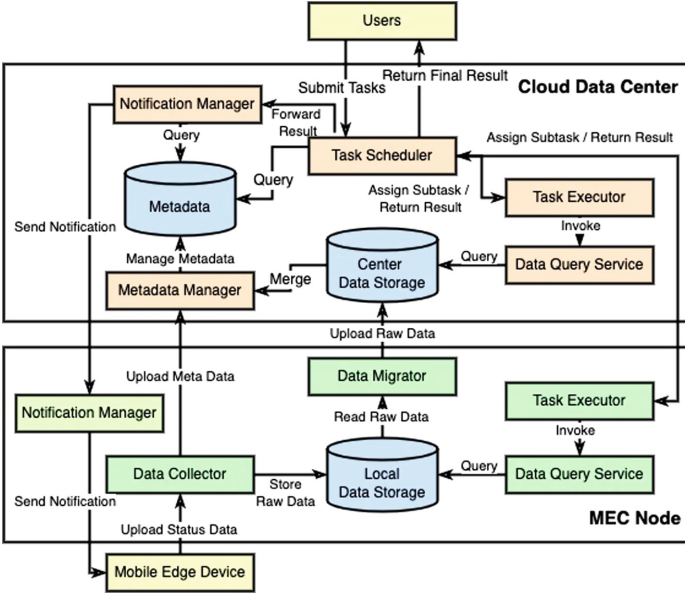 Users
Submit Tasks
Return Final Result
Cloud Data Center
Notification Manager
Forward
Result
Query
Task Scheduler
Assign Subtask / Return Result
Query
Assign Subtask /
Return Result
Task Executor
Metadata
Invoke
Send Notification
Manage Metadata
Center
Data Storage
Query
Data Query Service
Metadata Manager
Merge
Upload Raw Data
Upload Meta Data
Data Migrator
Notification Manager
Read Raw Data
Task Executor
Invoke
Data Collector
Store
Raw Data
Local
Data Storage
Query
Data Query Service
Send Notification
Upload Status Data
MEC Node
Mobile Edge Device